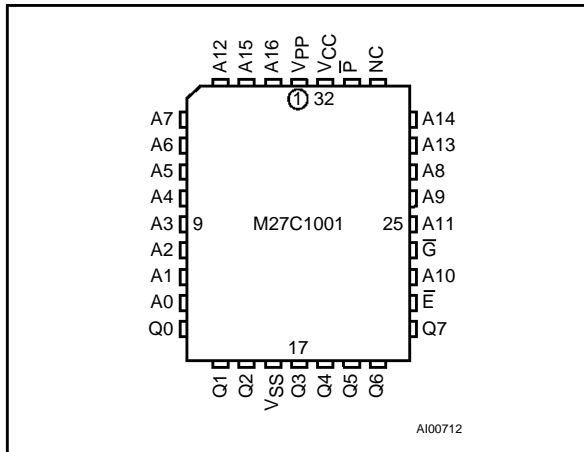 A12 A15 A16 VPP VCC P̅ NC
1 32
A7 A14
A6 A13
A5 A8
A4 A9
A3 9 M27C1001 25 A11
A2 G̅
A1 A10
A0 E̅
Q0 Q7
17
Q1 Q2 VSS Q3 Q4 Q5 Q6
AI00712